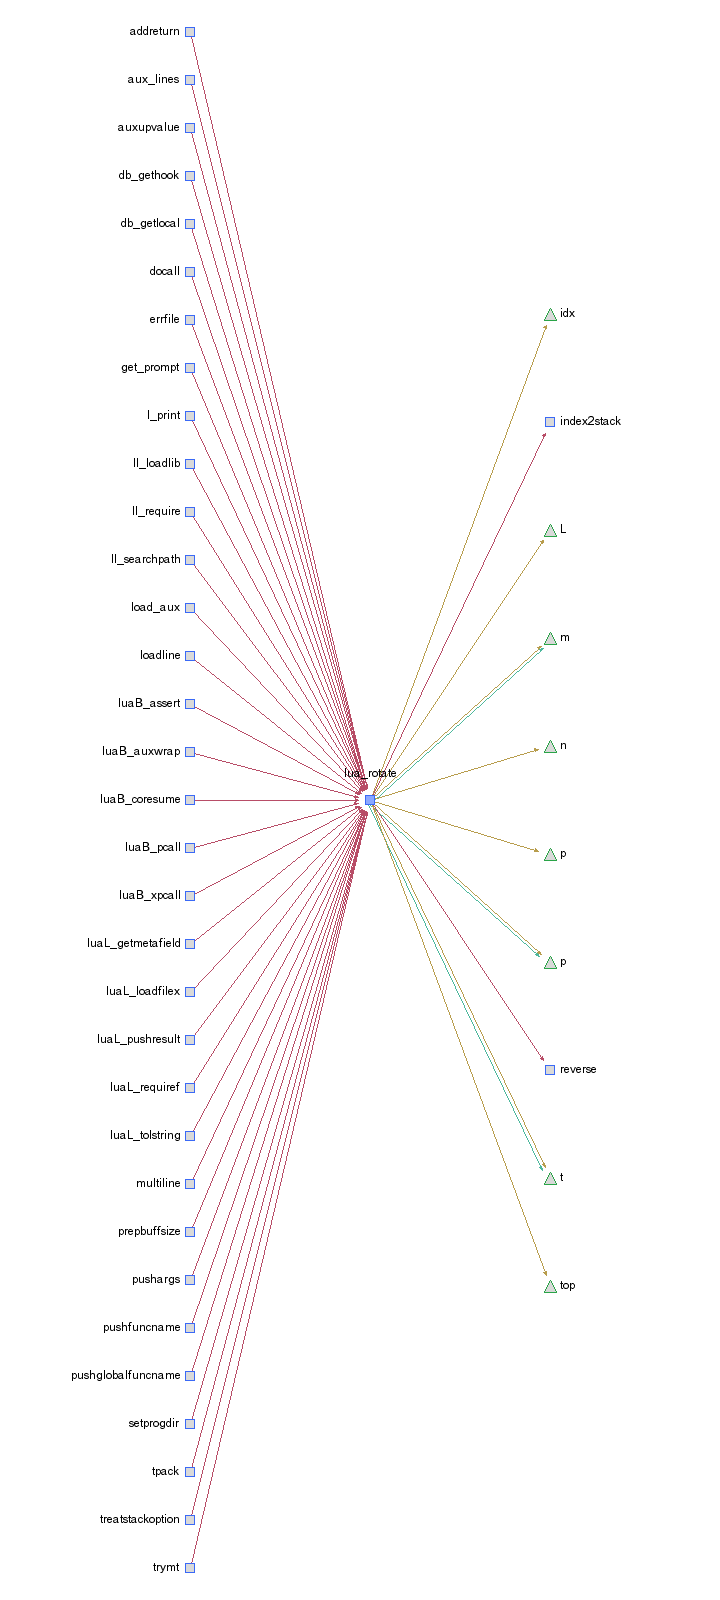 addreturn
aux_lines
auxupvalue
db_gethook
db_getlocal
docall
errfile
get_prompt
l_print
ll_loadlib
ll_require
ll_searchpath
load_aux
loadline
luaB_assert
luaB_auxwrap
luaB_coresume
luaB_pcall
luaB_xpcall
luaL_getmetafield
luaL_loadfilex
luaL_pushresult
luaL_requiref
luaL_tolstring
multiline
prepbuffsize
pushargs
pushfuncname
pushglobalfuncname
setprogdir
tpack
treatstackoption
trymt
lua_rotate
idx
index2stack
L
m
n
p
p
reverse
t
top